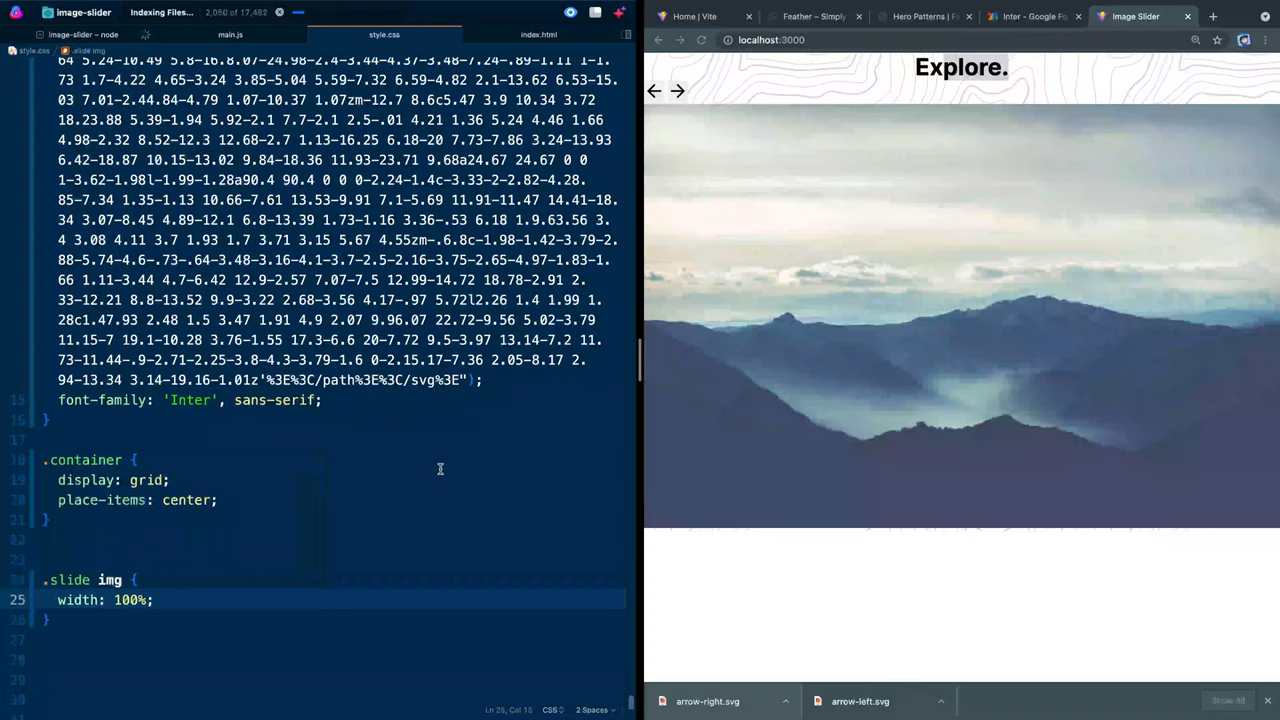 image-slider
Indexing Files...
2,050 of 17,482
image-slider – node
main.js
style.css
index.html
style.css
.slide img
64 5.24-10.49 5.8-16.8.07-24.98-2.4-3.44-4.37-3.48-7.24-.89-1.11 1-1.
73 1.7-4.22 4.65-3.24 3.85-5.04 5.59-7.32 6.59-4.82 2.1-13.62 6.53-15.
03 7.01-2.44.84-4.79 1.07-10.37 1.07zm-12.7 8.6c5.47 3.9 10.34 3.72
18.23.88 5.39-1.94 5.92-2.1 7.7-2.1 2.5-.01 4.21 1.36 5.24 4.46 1.66
4.98-2.32 8.52-12.3 12.68-2.7 1.13-16.25 6.18-20 7.73-7.86 3.24-13.93
6.42-18.87 10.15-13.02 9.84-18.36 11.93-23.71 9.68a24.67 24.67 0 0
1-3.62-1.98l-1.99-1.28a90.4 90.4 0 0 0-2.24-1.4c-3.33-2-2.82-4.28.
85-7.34 1.35-1.13 10.66-7.61 13.53-9.91 7.1-5.69 11.91-11.47 14.41-18.
34 3.07-8.45 4.89-12.1 6.8-13.39 1.73-1.16 3.36-.53 6.18 1.9.63.56 3.
4 3.08 4.11 3.7 1.93 1.7 3.71 3.15 5.67 4.55zm-.6.8c-1.98-1.42-3.79-2.
88-5.74-4.6-.73-.64-3.48-3.16-4.1-3.7-2.5-2.16-3.75-2.65-4.97-1.83-1.
66 1.11-3.44 4.7-6.42 12.9-2.57 7.07-7.5 12.99-14.72 18.78-2.91 2.
33-12.21 8.8-13.52 9.9-3.22 2.68-3.56 4.17-.97 5.72l2.26 1.4 1.99 1.
28c1.47.93 2.48 1.5 3.47 1.91 4.9 2.07 9.96.07 22.72-9.56 5.02-3.79
11.15-7 19.1-10.28 3.76-1.55 17.3-6.6 20-7.72 9.5-3.97 13.14-7.2 11.
73-11.44-.9-2.71-2.25-3.8-4.3-3.79-1.6 0-2.15.17-7.36 2.05-8.17 2.
94-13.34 3.14-19.16-1.01z'%3E%3C/path%3E%3C/svg%3E");
15 font-family: 'Inter', sans-serif;
16 }
17
18 .container {
19 display: grid;
20 place-items: center;
21 }
22
23
24 .slide img {
25 width: 100%;
26 }
27
28
29
30
Ln 25, Col 15
CSS
2 Spaces
Home | Vite
Feather – Simply
Hero Patterns | F
Inter - Google Fo
Image Slider
localhost:3000
Explore.
arrow-right.svg
arrow-left.svg
Show All